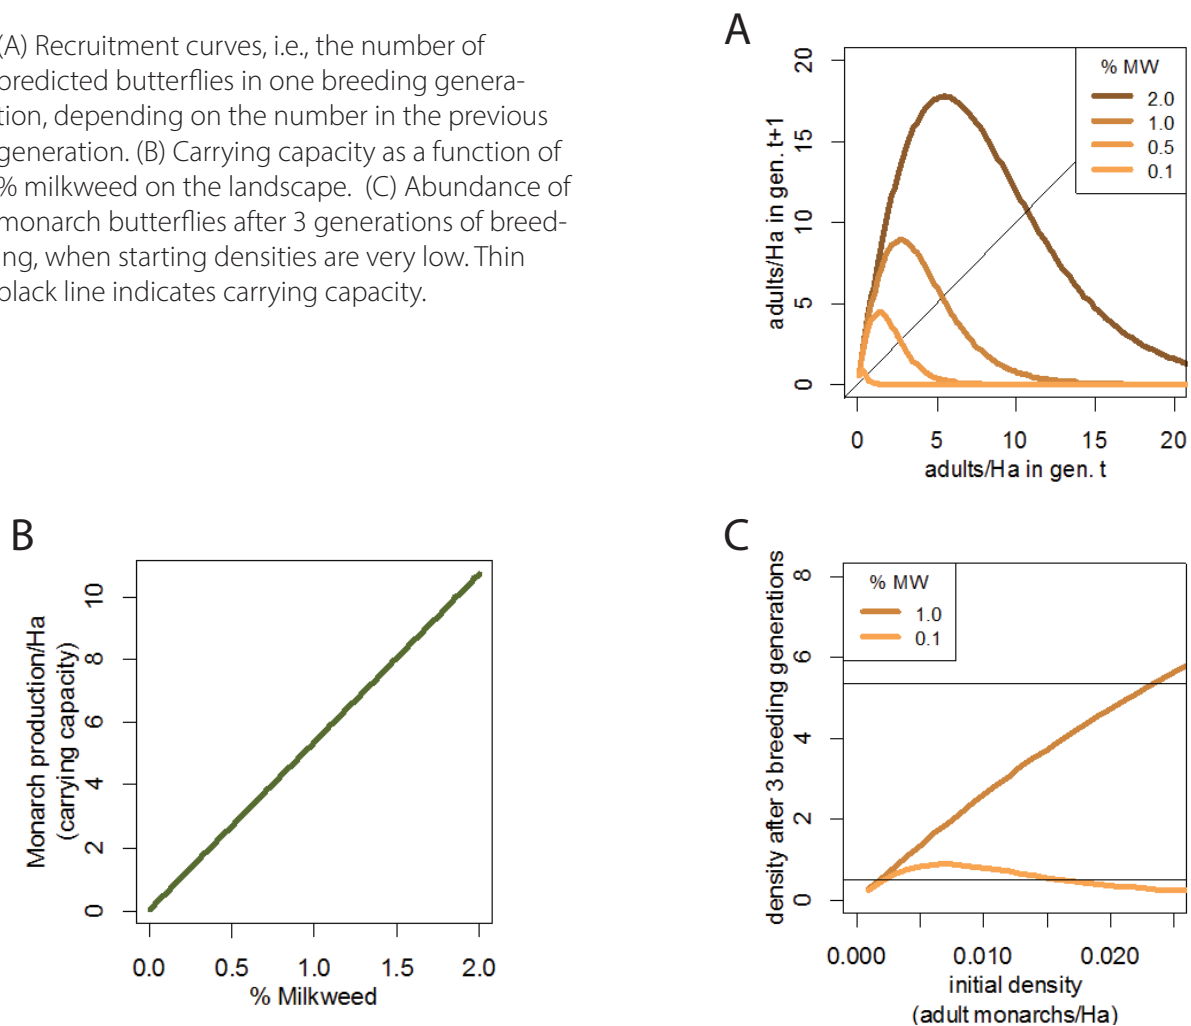 (A) Recruitment curves, i.e., the number of
predicted butterflies in one breeding genera-
tion, depending on the number in the previous
generation. (B) Carrying capacity as a function of
% milkweed on the landscape. (C) Abundance of
monarch butterflies after 3 generations of breed-
ing, when starting densities are very low. Thin
black line indicates carrying capacity.
A
adults/Ha in gen. t+1
20
15
10
5
0
% MW
2.0
1.0
0.5
0.1
0 5 10 15 20
adults/Ha in gen. t
B
Monarch production/Ha
(carrying capacity)
10
8
6
4
2
0
0.0 0.5 1.0 1.5 2.0
% Milkweed
C
density after 3 breeding generations
8
6
4
2
0
% MW
1.0
0.1
0.000 0.010 0.020
initial density
(adult monarchs/Ha)